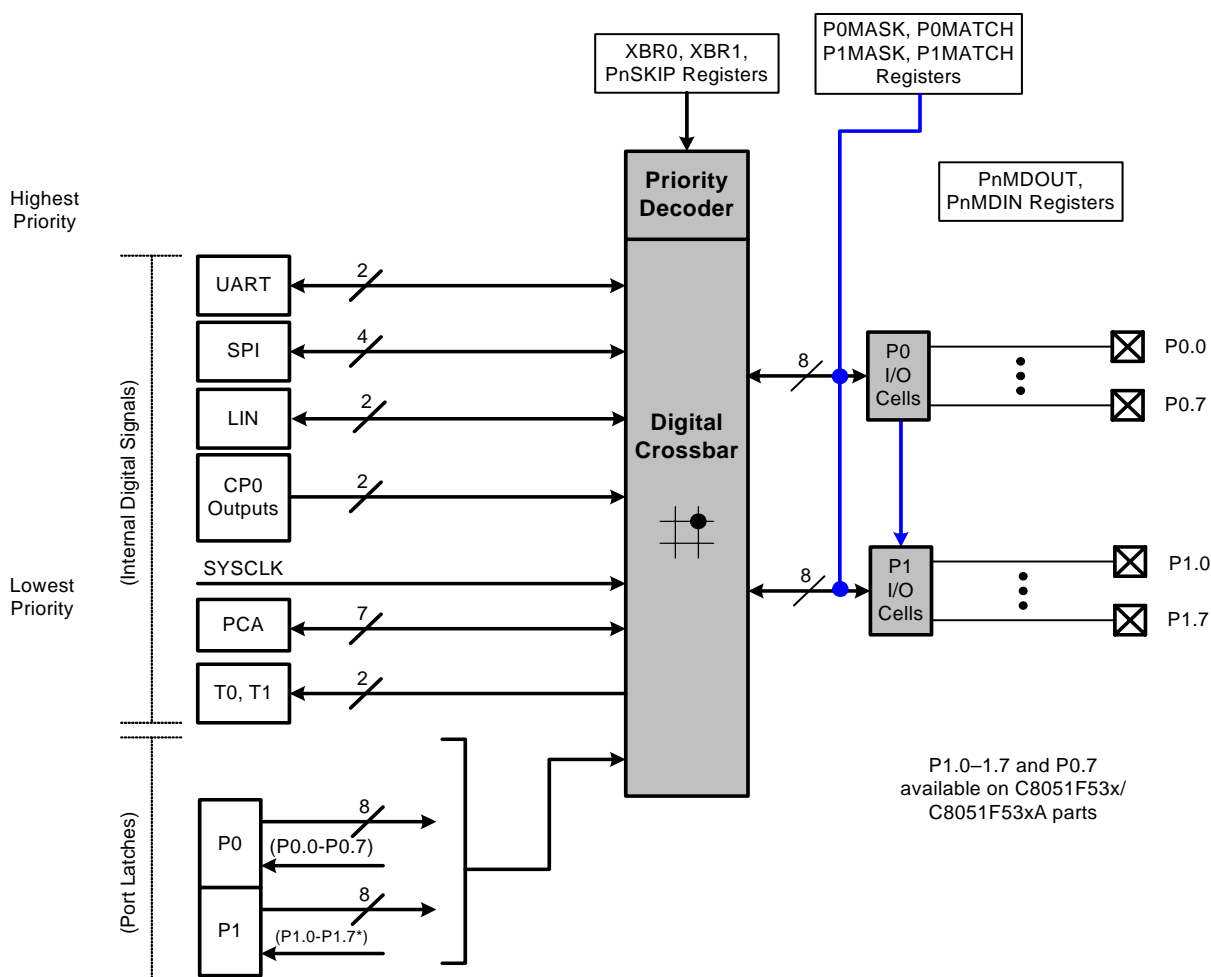 XBR0, XBR1,
PnSKIP Registers
P0MASK, P0MATCH
P1MASK, P1MATCH
Registers
PnMDOUT,
PnMDIN Registers
Priority
Decoder
Highest
Priority
Lowest
Priority
(Internal Digital Signals)
UART
2
SPI
4
LIN
2
CP0
Outputs
2
SYSCLK
PCA
7
T0, T1
2
Digital
Crossbar
8
P0
I/O
Cells
P0.0
P0.7
8
P1
I/O
Cells
P1.0
P1.7
(Port Latches)
P0
8
(P0.0-P0.7)
P1
8
(P1.0-P1.7*)
P1.0–1.7 and P0.7
available on C8051F53x/
C8051F53xA parts